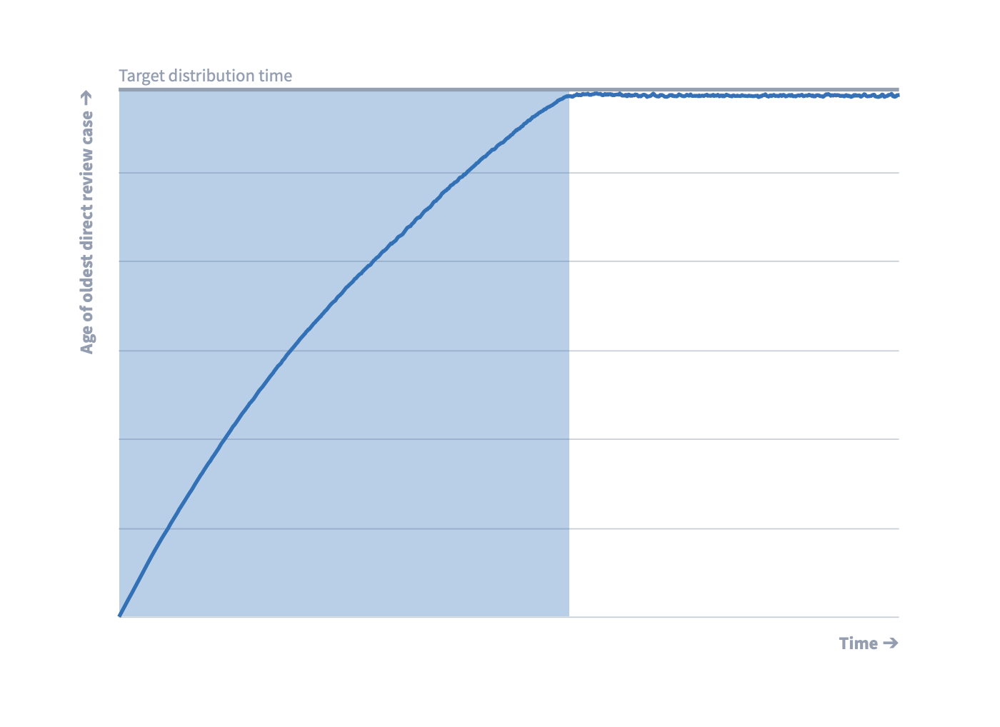 Target distribution time
Age of oldest direct review case →
Time →